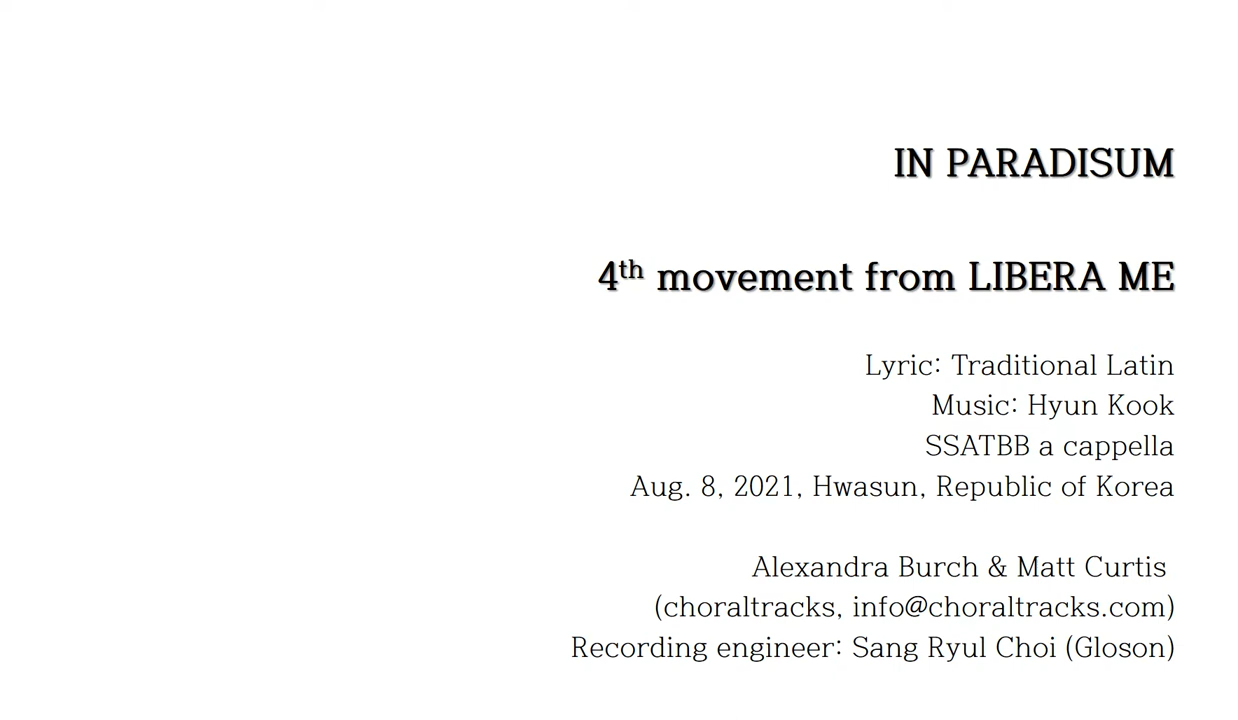 IN PARADISUM
4th movement from LIBERA ME
Lyric: Traditional Latin
Music: Hyun Kook
SSATBB a cappella
Aug. 8, 2021, Hwasun, Republic of Korea
Alexandra Burch & Matt Curtis
(choraltracks, info@choraltracks.com)
Recording engineer: Sang Ryul Choi (Gloson)